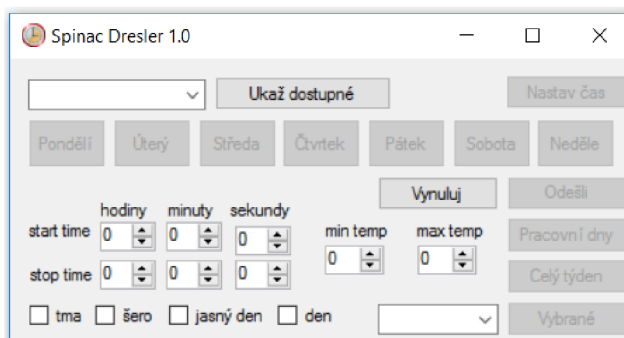 Spinac Dresler 1.0
Ukaž dostupné Nastav čas
Pondělí Úterý Středa Čtvrtek Pátek Sobota Neděle
Vynuluj Odešli
hodiny minuty sekundy
start time 0 0 0 min temp max temp Pracovní dny
stop time 0 0 0 0 0 Celý týden
tma šero jasný den den Vybrané